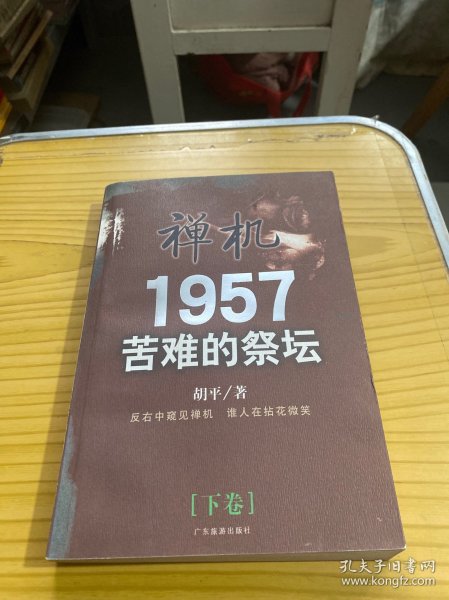 禅机
1957
苦难的祭坛
胡平/著
反右中窥见禅机 谁人在拈花微笑
[下卷]
广东旅游出版社
孔夫子旧书网
www.kongfz.com